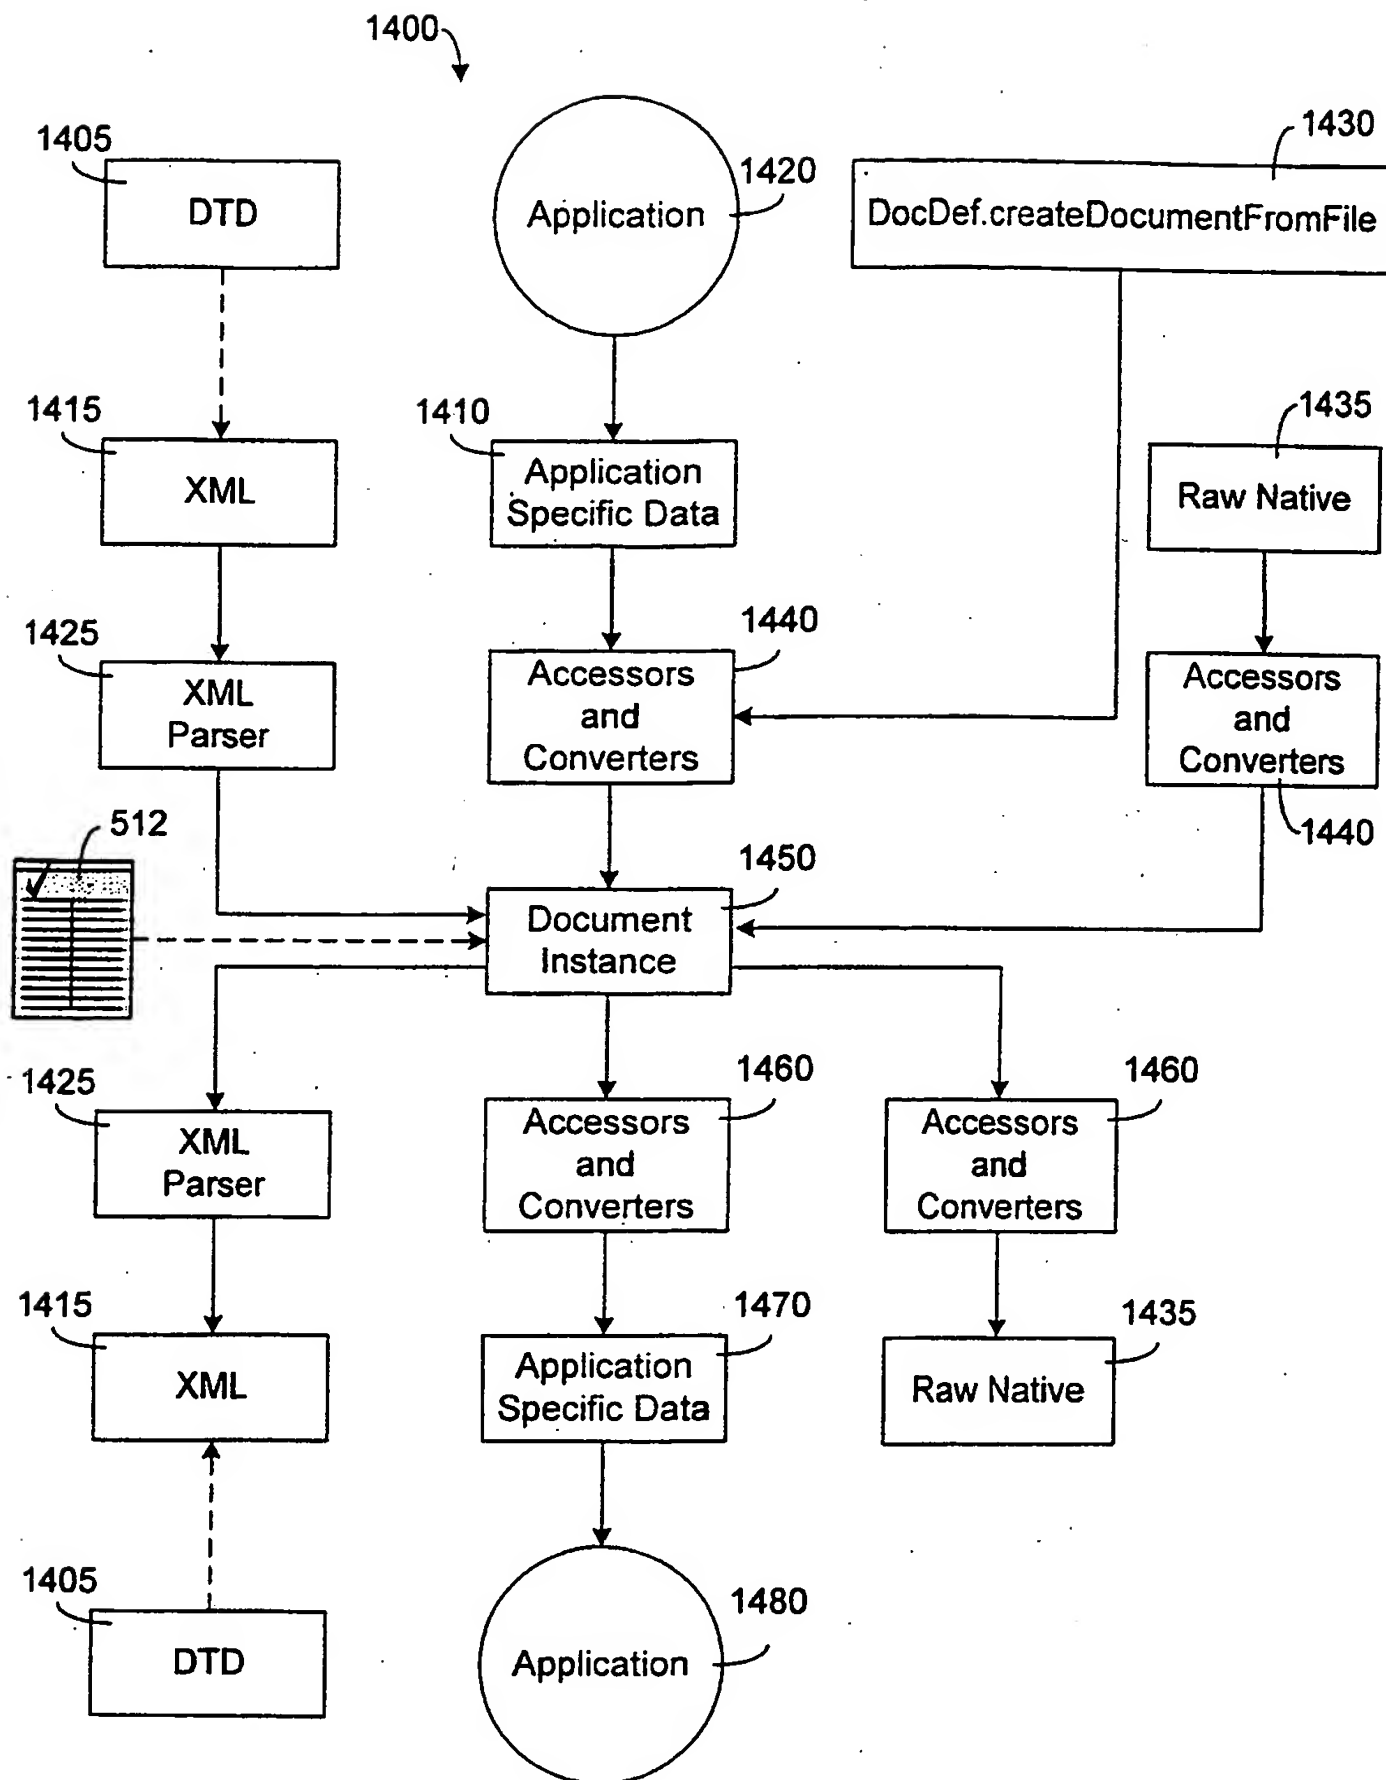 1400
1405
DTD
Application
1420
1430
DocDef.createDocumentFromFile
1415
XML
1410
Application
Specific Data
1435
Raw Native
1425
XML
Parser
1440
Accessors
and
Converters
Accessors
and
Converters
1440
512
1450
Document
Instance
1425
XML
Parser
1460
Accessors
and
Converters
1460
Accessors
and
Converters
1415
XML
1470
Application
Specific Data
1435
Raw Native
1405
DTD
Application
1480